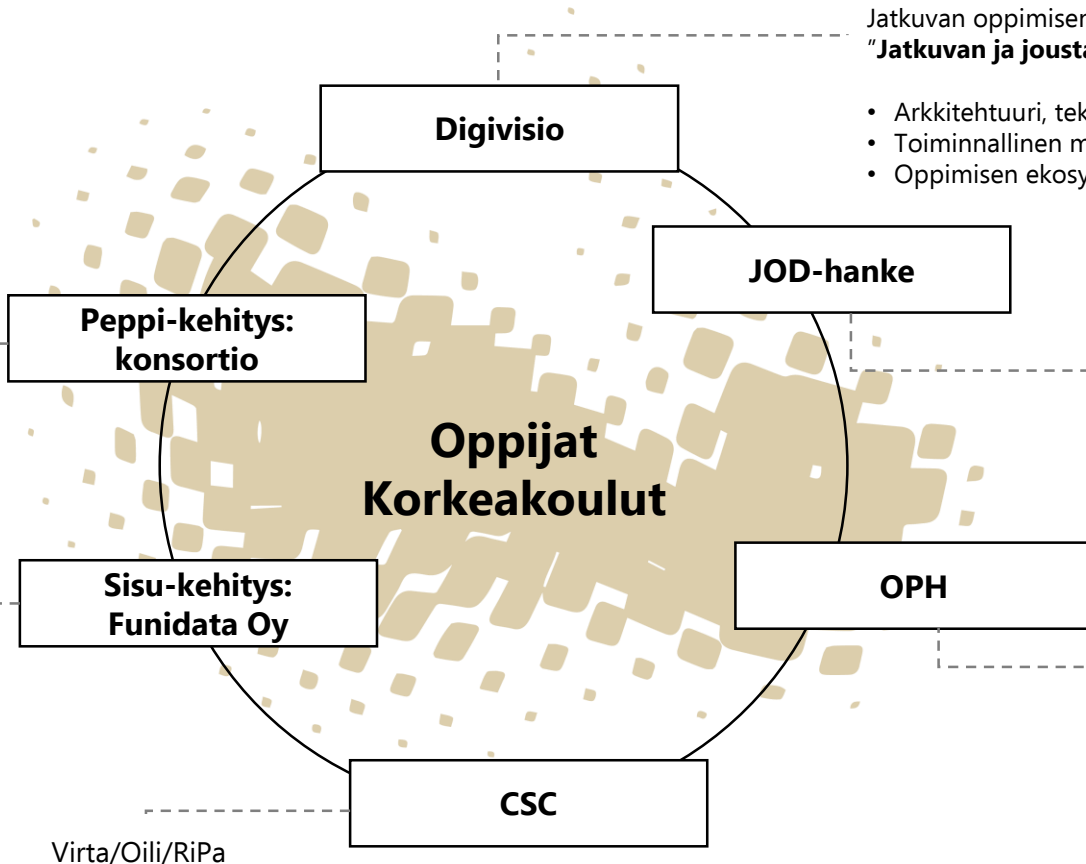 Jatkuvan oppimisen
"Jatkuvan ja jousta
• Arkkitehtuuri, tek
• Toiminnallinen m
• Oppimisen ekosy
Digivisio
JOD-hanke
Peppi-kehitys:
konsortio
Oppijat
Korkeakoulut
Sisu-kehitys:
Funidata Oy
OPH
CSC
Virta/Oili/RiPa